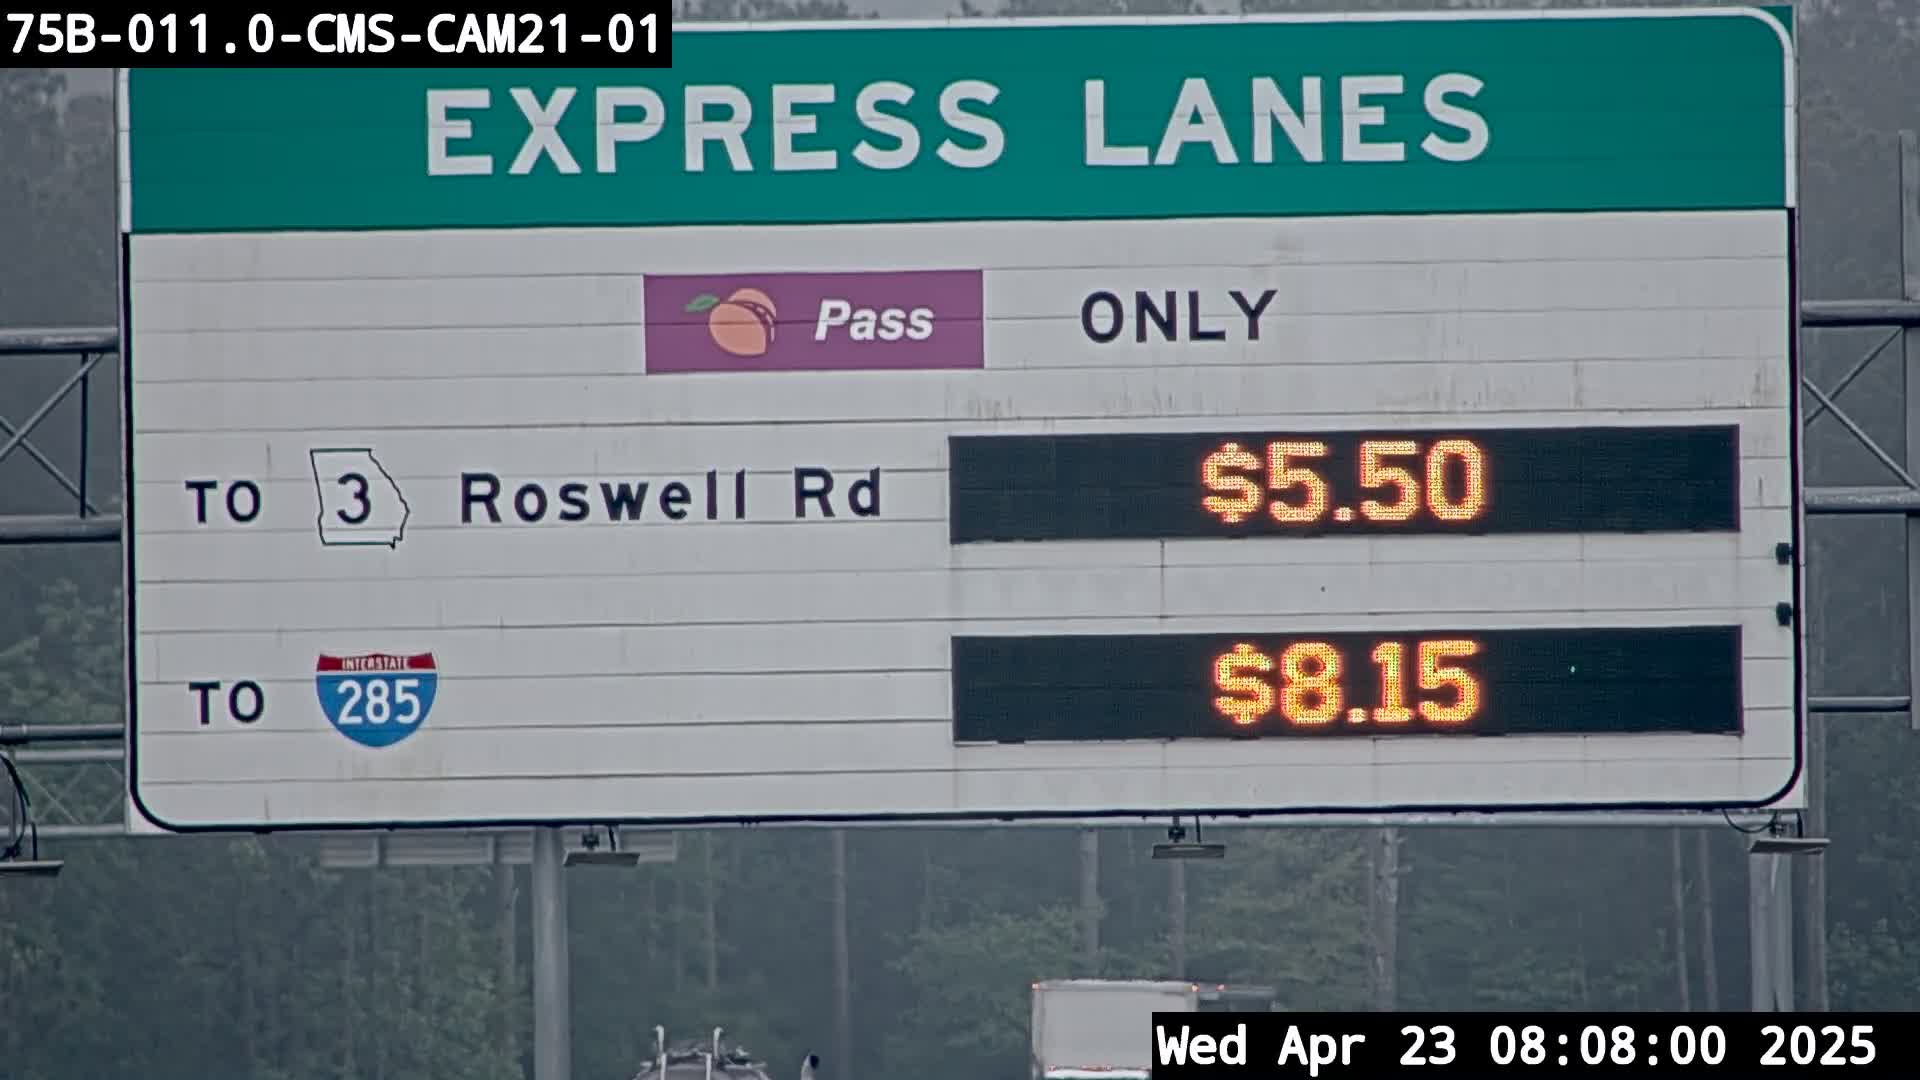 75B-011.0-CMS-CAM21-01
EXPRESS LANES
Pass ONLY
TO 3 Roswell Rd $5.50
TO INTERSTATE 285 $8.15
Wed Apr 23 08:08:00 2025